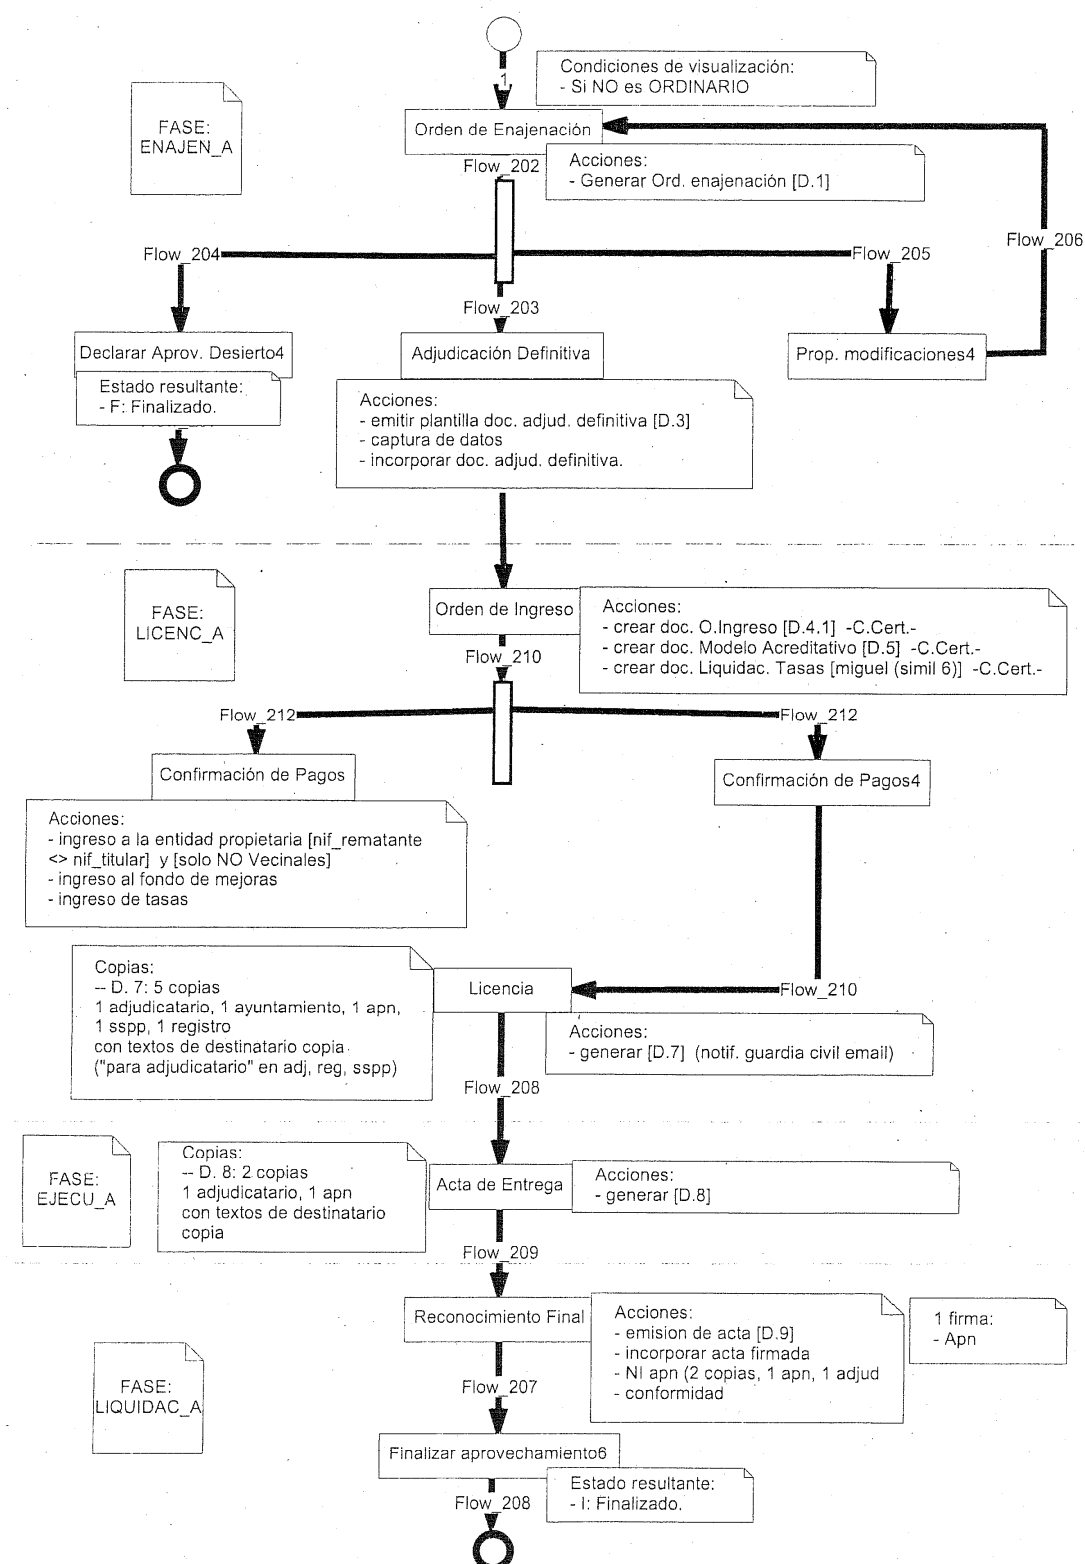 1
Condiciones de visualización:
- Si NO es ORDINARIO
FASE:
ENAJEN_A
Orden de Enajenación
Flow_202
Acciones:
- Generar Ord. enajenación [D.1]
Flow_206
Flow_204
Flow_205
Flow_203
Declarar Aprov. Desierto4
Adjudicación Definitiva
Prop. modificaciones4
Estado resultante:
- F: Finalizado.
Acciones:
- emitir plantilla doc. adjud. definitiva [D.3]
- captura de datos
- incorporar doc. adjud. definitiva.
FASE:
LICENC_A
Orden de Ingreso
Acciones:
- crear doc. O.Ingreso [D.4.1] -C.Cert.-
- crear doc. Modelo Acreditativo [D.5] -C.Cert.-
- crear doc. Liquidac. Tasas [miguel (simil 6)] -C.Cert.-
Flow_210
Flow_212
Flow_212
Confirmación de Pagos
Confirmación de Pagos4
Acciones:
- ingreso a la entidad propietaria [nif_rematante
<> nif_titular] y [solo NO Vecinales]
- ingreso al fondo de mejoras
- ingreso de tasas
Copias:
-- D. 7: 5 copias
1 adjudicatario, 1 ayuntamiento, 1 apn,
1 sspp, 1 registro
con textos de destinatario copia
("para adjudicatario" en adj, reg, sspp)
Licencia
Flow_210
Acciones:
- generar [D.7] (notif. guardia civil email)
Flow_208
FASE:
EJECU_A
Copias:
-- D. 8: 2 copias
1 adjudicatario, 1 apn
con textos de destinatario
copia
Acta de Entrega
Acciones:
- generar [D.8]
Flow_209
Reconocimiento Final
Acciones:
- emision de acta [D.9]
- incorporar acta firmada
- NI apn (2 copias, 1 apn, 1 adjud
- conformidad
1 firma:
- Apn
FASE:
LIQUIDAC_A
Flow_207
Finalizar aprovechamiento6
Estado resultante:
- I: Finalizado.
Flow_208